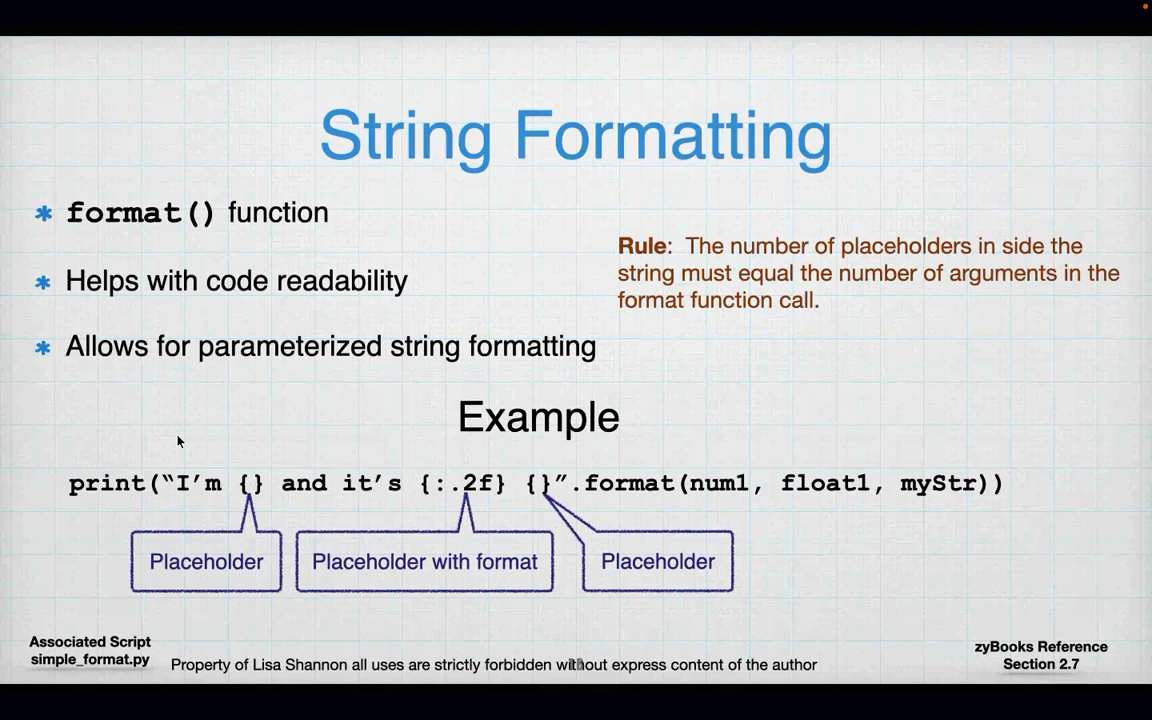 String Formatting
* format() function
* Helps with code readability
* Allows for parameterized string formatting
Rule: The number of placeholders in side the
string must equal the number of arguments in the
format function call.
Example
print(“I’m {} and it’s {:.2f} {}”.format(num1, float1, myStr))
Placeholder
Placeholder with format
Placeholder
Associated Script
simple_format.py
Property of Lisa Shannon all uses are strictly forbidden without express content of the author
zyBooks Reference
Section 2.7